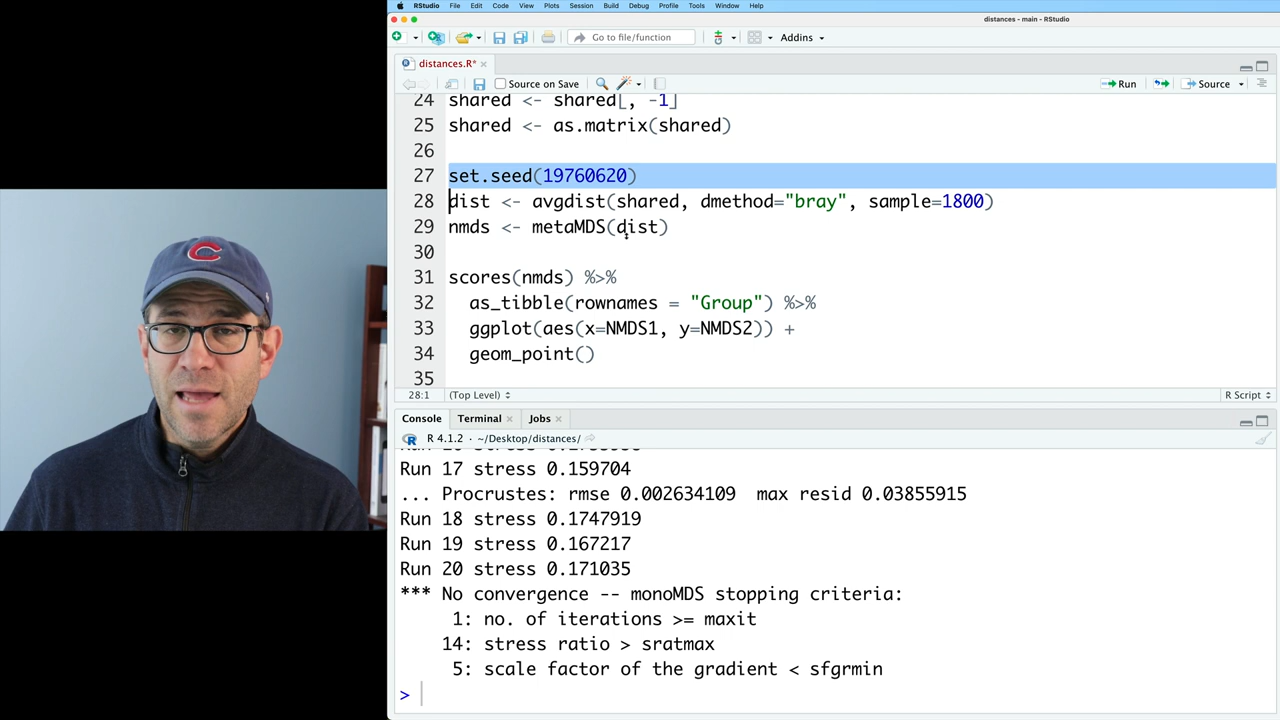 RStudio File Edit Code View Plots Session Build Debug Profile Tools Window Help
distances - main - RStudio
Go to file/function
Addins
distances.R*
Source on Save
Run
Source
24 shared <- shared[, -1]
25 shared <- as.matrix(shared)
26
27 set.seed(19760620)
28 dist <- avgdist(shared, dmethod="bray", sample=1800)
29 nmds <- metaMDS(dist)
30
31 scores(nmds) %>%
32 as_tibble(rownames = "Group") %>%
33 ggplot(aes(x=NMDS1, y=NMDS2)) +
34 geom_point()
35
28:1 (Top Level) R Script
Console Terminal Jobs
R 4.1.2 · ~/Desktop/distances/
Run 17 stress 0.159704
... Procrustes: rmse 0.002634109 max resid 0.03855915
Run 18 stress 0.1747919
Run 19 stress 0.167217
Run 20 stress 0.171035
*** No convergence -- monoMDS stopping criteria:
1: no. of iterations >= maxit
14: stress ratio > sratmax
5: scale factor of the gradient < sfgrmin
>
C